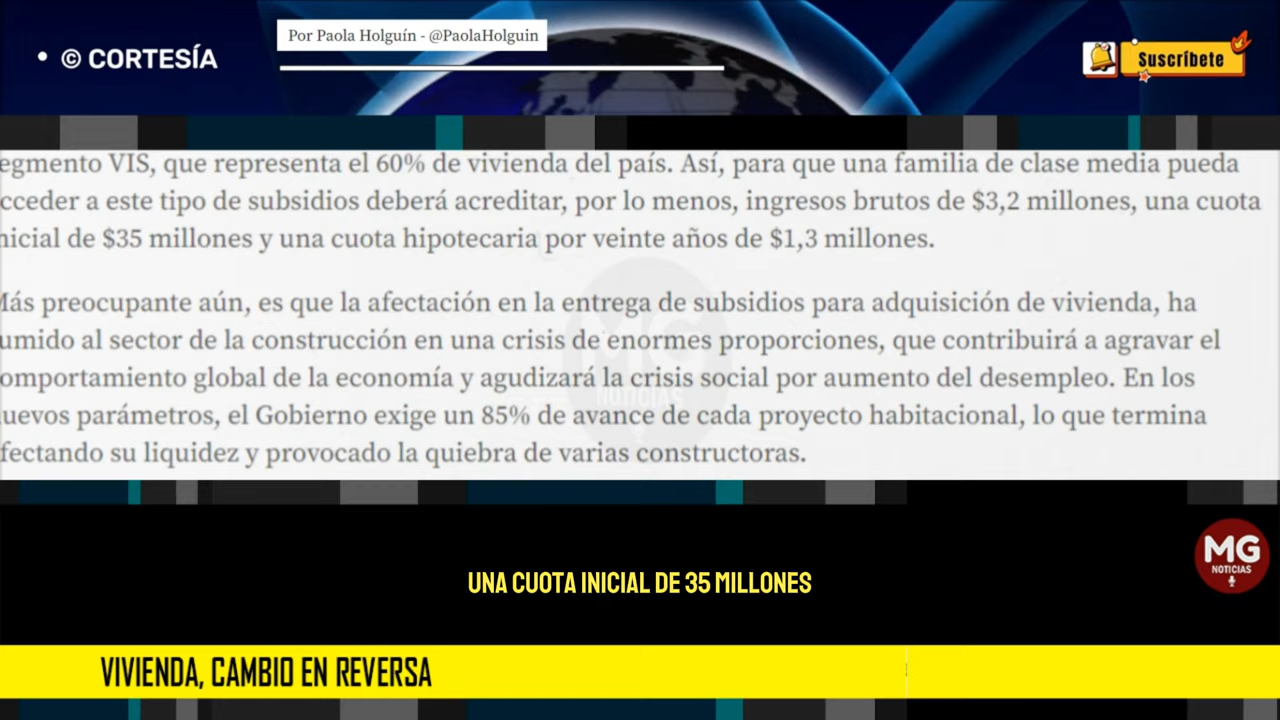 • © CORTESÍA
Por Paola Holguín - @PaolaHolguin
Suscríbete
egmento VIS, que representa el 60% de vivienda del país. Así, para que una familia de clase media pueda
cceder a este tipo de subsidios deberá acreditar, por lo menos, ingresos brutos de $3,2 millones, una cuota
nicial de $35 millones y una cuota hipotecaria por veinte años de $1,3 millones.
Más preocupante aún, es que la afectación en la entrega de subsidios para adquisición de vivienda, ha
umido al sector de la construcción en una crisis de enormes proporciones, que contribuirá a agravar el
omportamiento global de la economía y agudizará la crisis social por aumento del desempleo. En los
uevos parámetros, el Gobierno exige un 85% de avance de cada proyecto habitacional, lo que termina
fectando su liquidez y provocado la quiebra de varias constructoras.
MG
NOTICIAS
UNA CUOTA INICIAL DE 35 MILLONES
MG
NOTICIAS
VIVIENDA, CAMBIO EN REVERSA